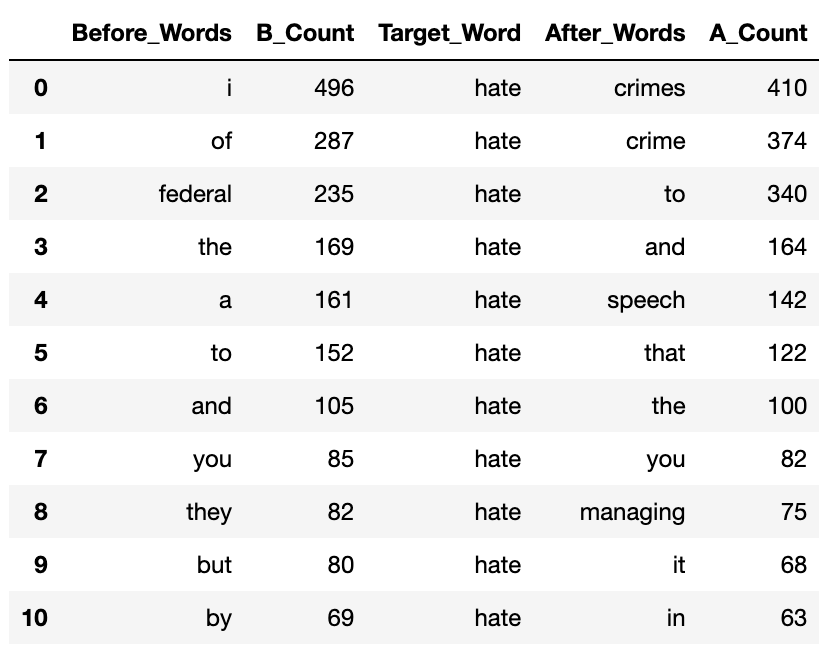 Before_Words B_Count Target_Word After_Words A_Count
0 i 496 hate crimes 410
1 of 287 hate crime 374
2 federal 235 hate to 340
3 the 169 hate and 164
4 a 161 hate speech 142
5 to 152 hate that 122
6 and 105 hate the 100
7 you 85 hate you 82
8 they 82 hate managing 75
9 but 80 hate it 68
10 by 69 hate in 63